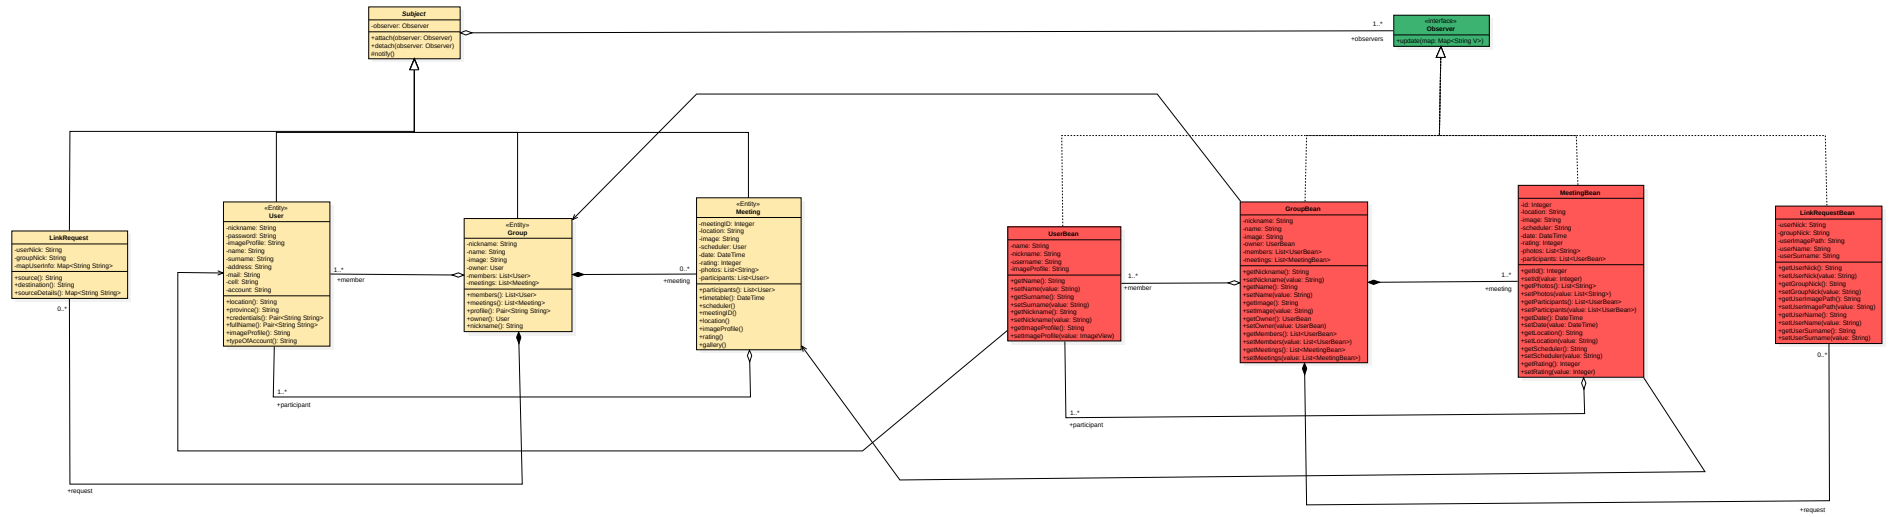 Subject
-observer: Observer
+attach(observer: Observer)
+detach(observer: Observer)
#notify()
1..*
+observers
«interface»
Observer
+update(map: Map<String V>)
LinkRequest
-userNick: Stiring
-groupNick: String
-mapUserInfo: Map<String String>
+source(): String
+destination(): String
+sourceDetails(): Map<String String>
0..*
+request
«Entity»
User
-nickname: String
-password: String
-imageProfile: String
-name: String
-surname: String
-address: String
-mail: String
-cell: String
-account: String
+location(): String
+province(): String
+credentials(): Pair<String String>
+fullName(): Pair<String String>
+imageProfile(): String
+typeOfAccount(): String
1..*
+member
1..*
+participant
«Entity»
Group
-nickname: String
-name: String
-image: String
-owner: User
-members: List<User>
-meetings: List<Meeting>
+members(): List<User>
+meetings(): List<Meeting>
+profile(): Pair<String String>
+owner(): User
+nickname(): String
0..*
+meeting
«Entity»
Meeting
-meetingID: Integer
-location: String
-image: String
-scheduler: User
-date: DateTime
-rating: Integer
-photos: List<String>
-participants: List<User>
+participants(): List<User>
+timetable(): DateTime
+scheduler()
+meetingID()
+location()
+imageProfile()
+rating()
+gallery()
UserBean
-name: String
-nickname: String
-username: String
-imageProfile: String
+getName(): String
+setName(value: String)
+getSurname(): String
+setSurname(value: String)
+getNickname(): String
+setNickname(value: String)
+getImageProfile(): String
+setImageProfile(value: ImageView)
1..*
+member
1..*
+participant
GroupBean
-nickname: String
-name: String
-image: String
-owner: UserBean
-members: List<UserBean>
-meetings: List<MeetingBean>
+getNickname(): String
+setNickname(value: String)
+getName(): String
+setName(value: String)
+getImage(): String
+setImage(value: String)
+getOwner(): UserBean
+setOwner(value: UserBean)
+getMembers(): List<UserBean>
+setMembers(value: List<UserBean>)
+getMeetings(): List<MeetingBean>
+setMeetings(value: List<MeetingBean>)
1..*
+meeting
MeetingBean
-id: Integer
-location: String
-image: String
-scheduler: String
-date: DateTime
-rating: Integer
-photos: List<String>
-participants: List<UserBean>
+getId(): Integer
+setId(value: Integer)
+getPhotos(): List<String>
+setPhotos(value: List<String>)
+getParticipants(): List<UserBean>
+setParticipants(value: List<UserBean>)
+getDate(): DateTime
+setDate(value: DateTime)
+getLocation(): String
+setLocation(value: String)
+getScheduler(): String
+setScheduler(value: String)
+getRating(): Integer
+setRating(value: Integer)
LinkRequestBean
-userNick: String
-groupNick: String
-userImagePath: String
-userName: String
-userSurname: String
+getUserNick(): String
+setUserNick(value: String)
+getGroupNick(): String
+setGroupNick(value: String)
+getUserImagePath(): String
+setUserImagePath(value: String)
+getUserName(): String
+setUserName(value: String)
+getUserSurname(): String
+setUserSurname(value: String)
0..*
+request